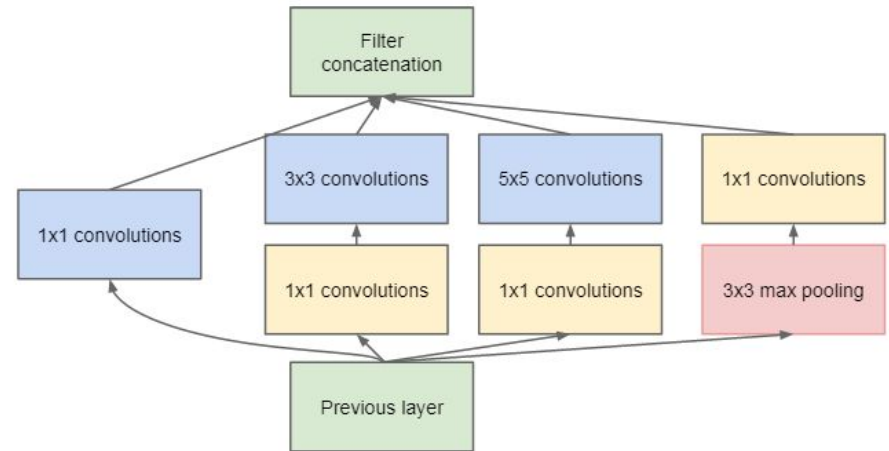 Filter
concatenation
3x3 convolutions
5x5 convolutions
1x1 convolutions
1x1 convolutions
1x1 convolutions
1x1 convolutions
3x3 max pooling
Previous layer